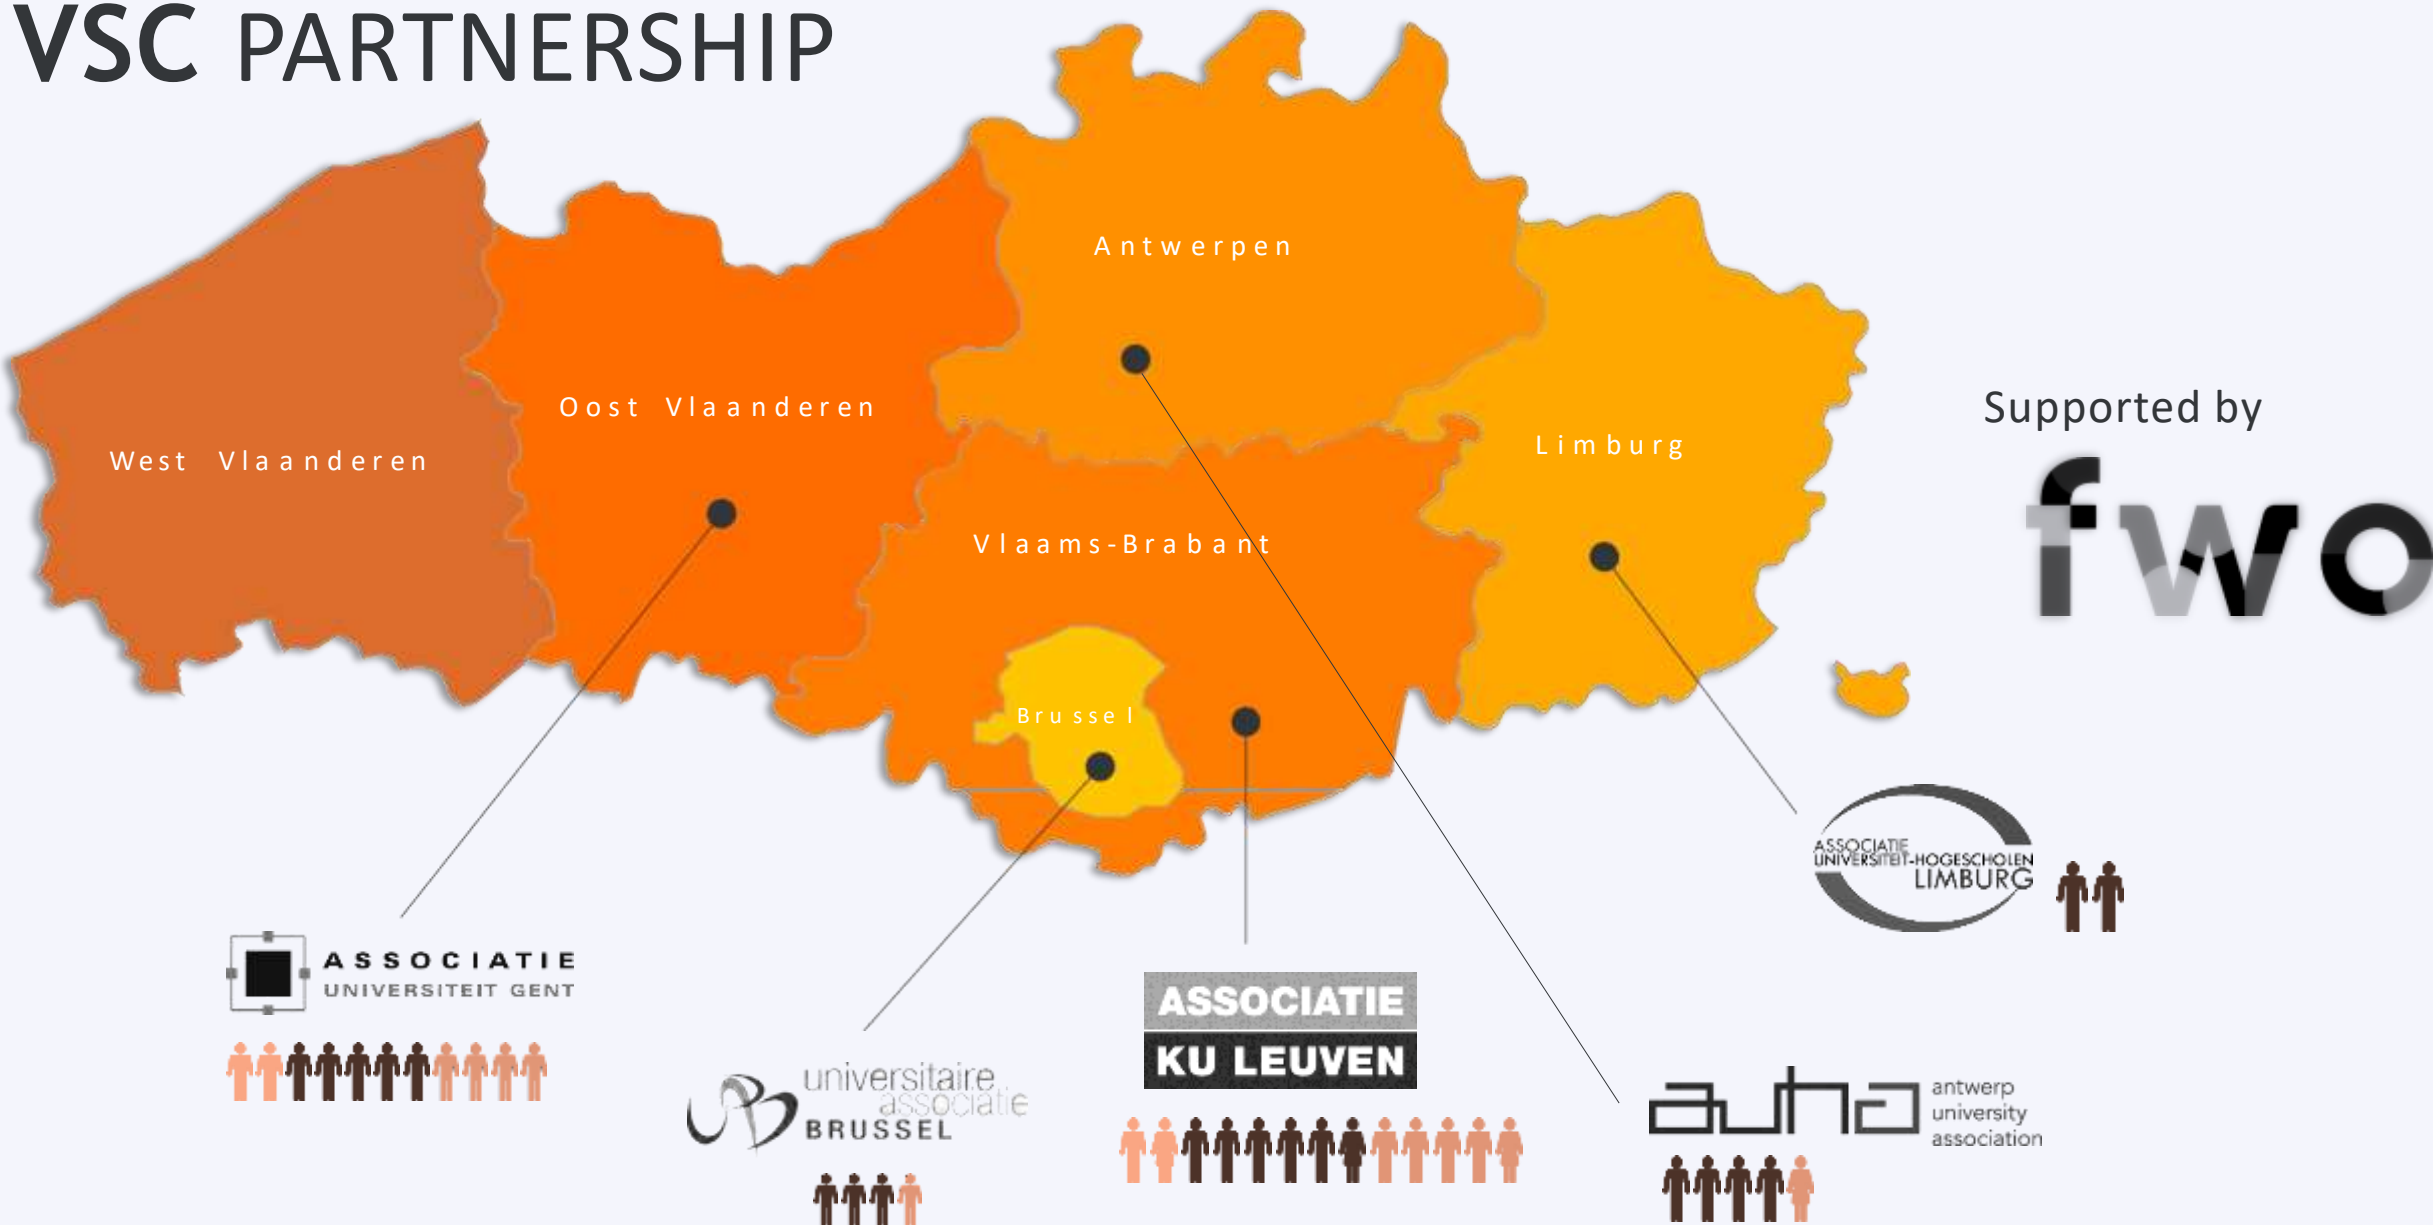 VSC PARTNERSHIP
Antwerpen
Oost Vlaanderen
West Vlaanderen
Limburg
Vlaams-Brabant
Brussel
Supported by
fwo
ASSOCIATIE
UNIVERSITEIT-HOGESCHOLEN
LIMBURG
ASSOCIATIE
UNIVERSITEIT GENT
universitaire
associatie
BRUSSEL
ASSOCIATIE
KU LEUVEN
auha
antwerp
university
association